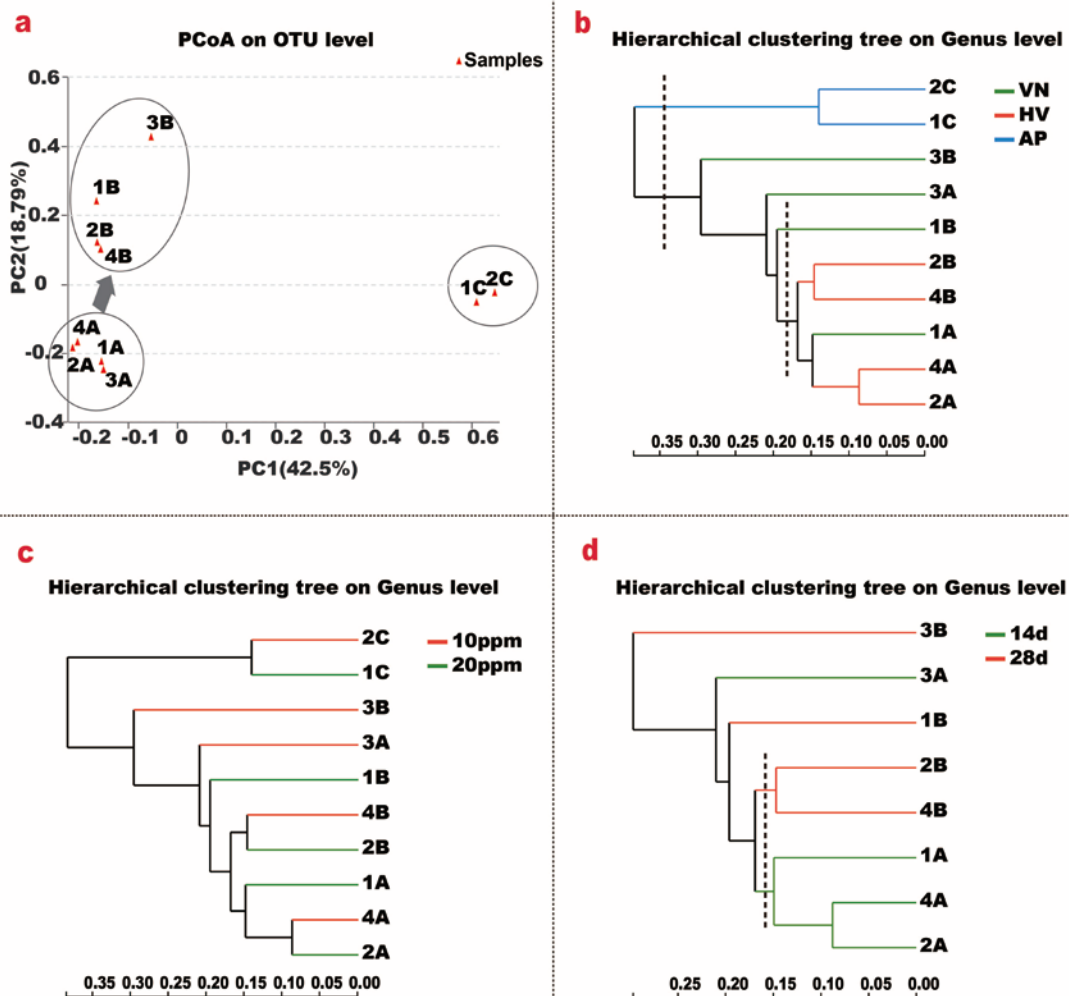 a
PCoA on OTU level
Samples
0.6
0.4
0.2
0
-0.2
-0.4
PC2(18.79%)
3B
1B
2B
4B
1C 2C
4A
1A
2A
3A
-0.2 -0.1 0 0.1 0.2 0.3 0.4 0.5 0.6
PC1(42.5%)
b
Hierarchical clustering tree on Genus level
VN
HV
AP
2C
1C
3B
3A
1B
2B
4B
1A
4A
2A
0.35 0.30 0.25 0.20 0.15 0.10 0.05 0.00
c
Hierarchical clustering tree on Genus level
10ppm
20ppm
2C
1C
3B
3A
1B
4B
2B
1A
4A
2A
0.35 0.30 0.25 0.20 0.15 0.10 0.05 0.00
d
Hierarchical clustering tree on Genus level
14d
28d
3B
3A
1B
2B
4B
1A
4A
2A
0.25 0.20 0.15 0.10 0.05 0.00